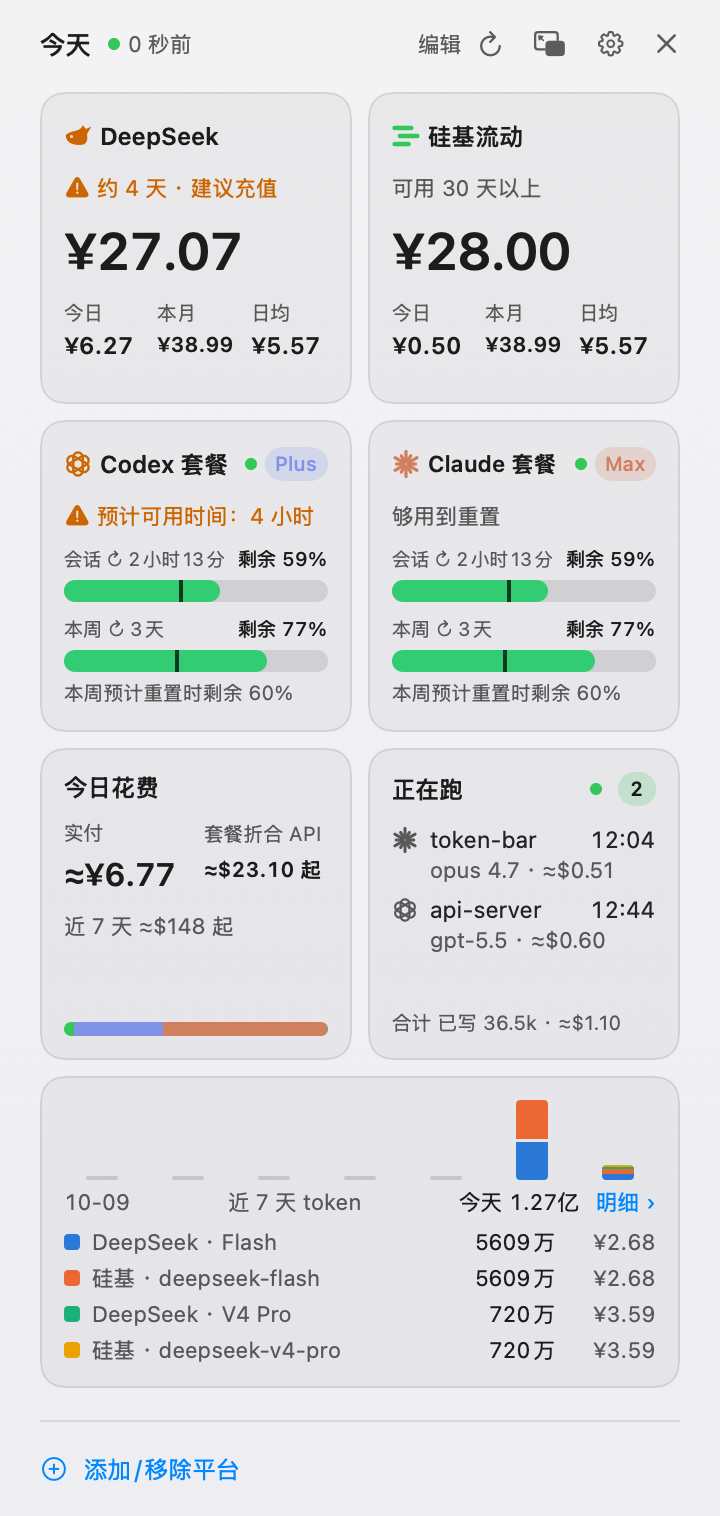 今天 0 秒前 编辑
DeepSeek
约 4 天 · 建议充值
¥27.07
今日 本月 日均
¥6.27 ¥38.99 ¥5.57
硅基流动
可用 30 天以上
¥28.00
今日 本月 日均
¥0.50 ¥38.99 ¥5.57
Codex 套餐 Plus
预计可用时间：4 小时
会话 2小时13分 剩余 59%
本周 3天 剩余 77%
本周预计重置时剩余 60%
Claude 套餐 Max
够用到重置
会话 2小时13分 剩余 59%
本周 3天 剩余 77%
本周预计重置时剩余 60%
今日花费
实付 套餐折合 API
≈¥6.77 ≈$23.10 起
近 7 天 ≈$148 起
正在跑 2
token-bar 12:04
opus 4.7 · ≈$0.51
api-server 12:44
gpt-5.5 · ≈$0.60
合计 已写 36.5k · ≈$1.10
10-09 近 7 天 token 今天 1.27亿 明细 ›
DeepSeek · Flash 5609万 ¥2.68
硅基 · deepseek-flash 5609万 ¥2.68
DeepSeek · V4 Pro 720万 ¥3.59
硅基 · deepseek-v4-pro 720万 ¥3.59
添加/移除平台